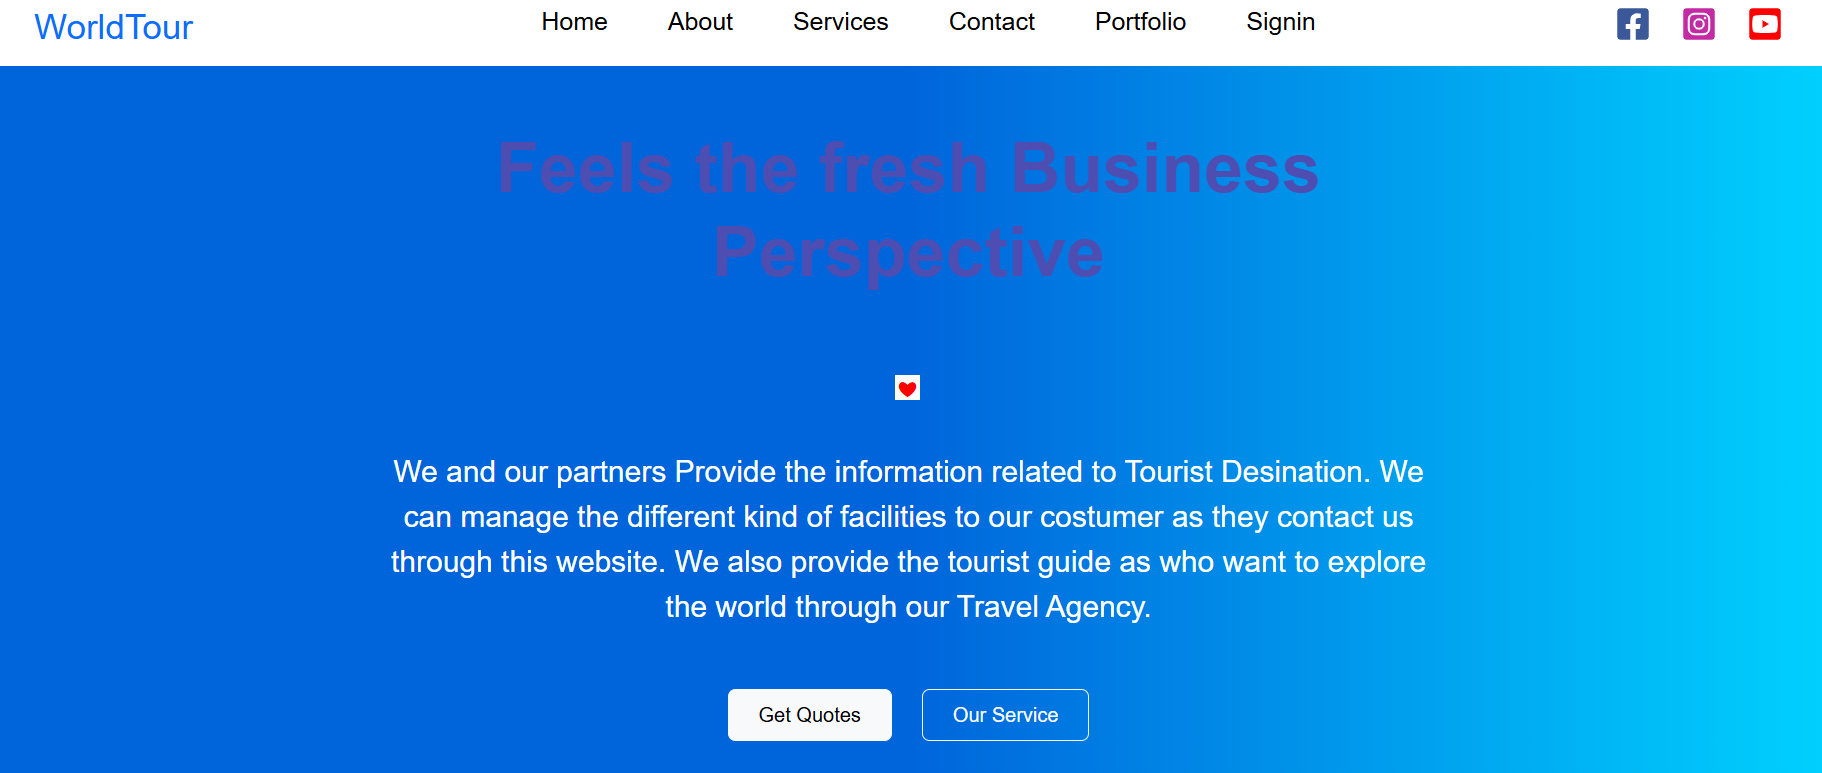 WorldTour
Home About Services Contact Portfolio Signin
Feels the fresh Business
Perspective
We and our partners Provide the information related to Tourist Desination. We
can manage the different kind of facilities to our costumer as they contact us
through this website. We also provide the tourist guide as who want to explore
the world through our Travel Agency.
Get Quotes Our Service